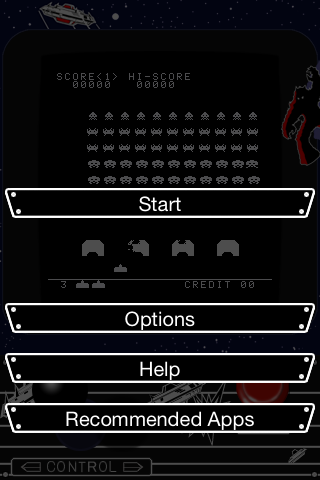 SCORE<1> HI-SCORE
00000 00000
Start
3 CREDIT 00
Options
Help
Recommended Apps
CONTROL